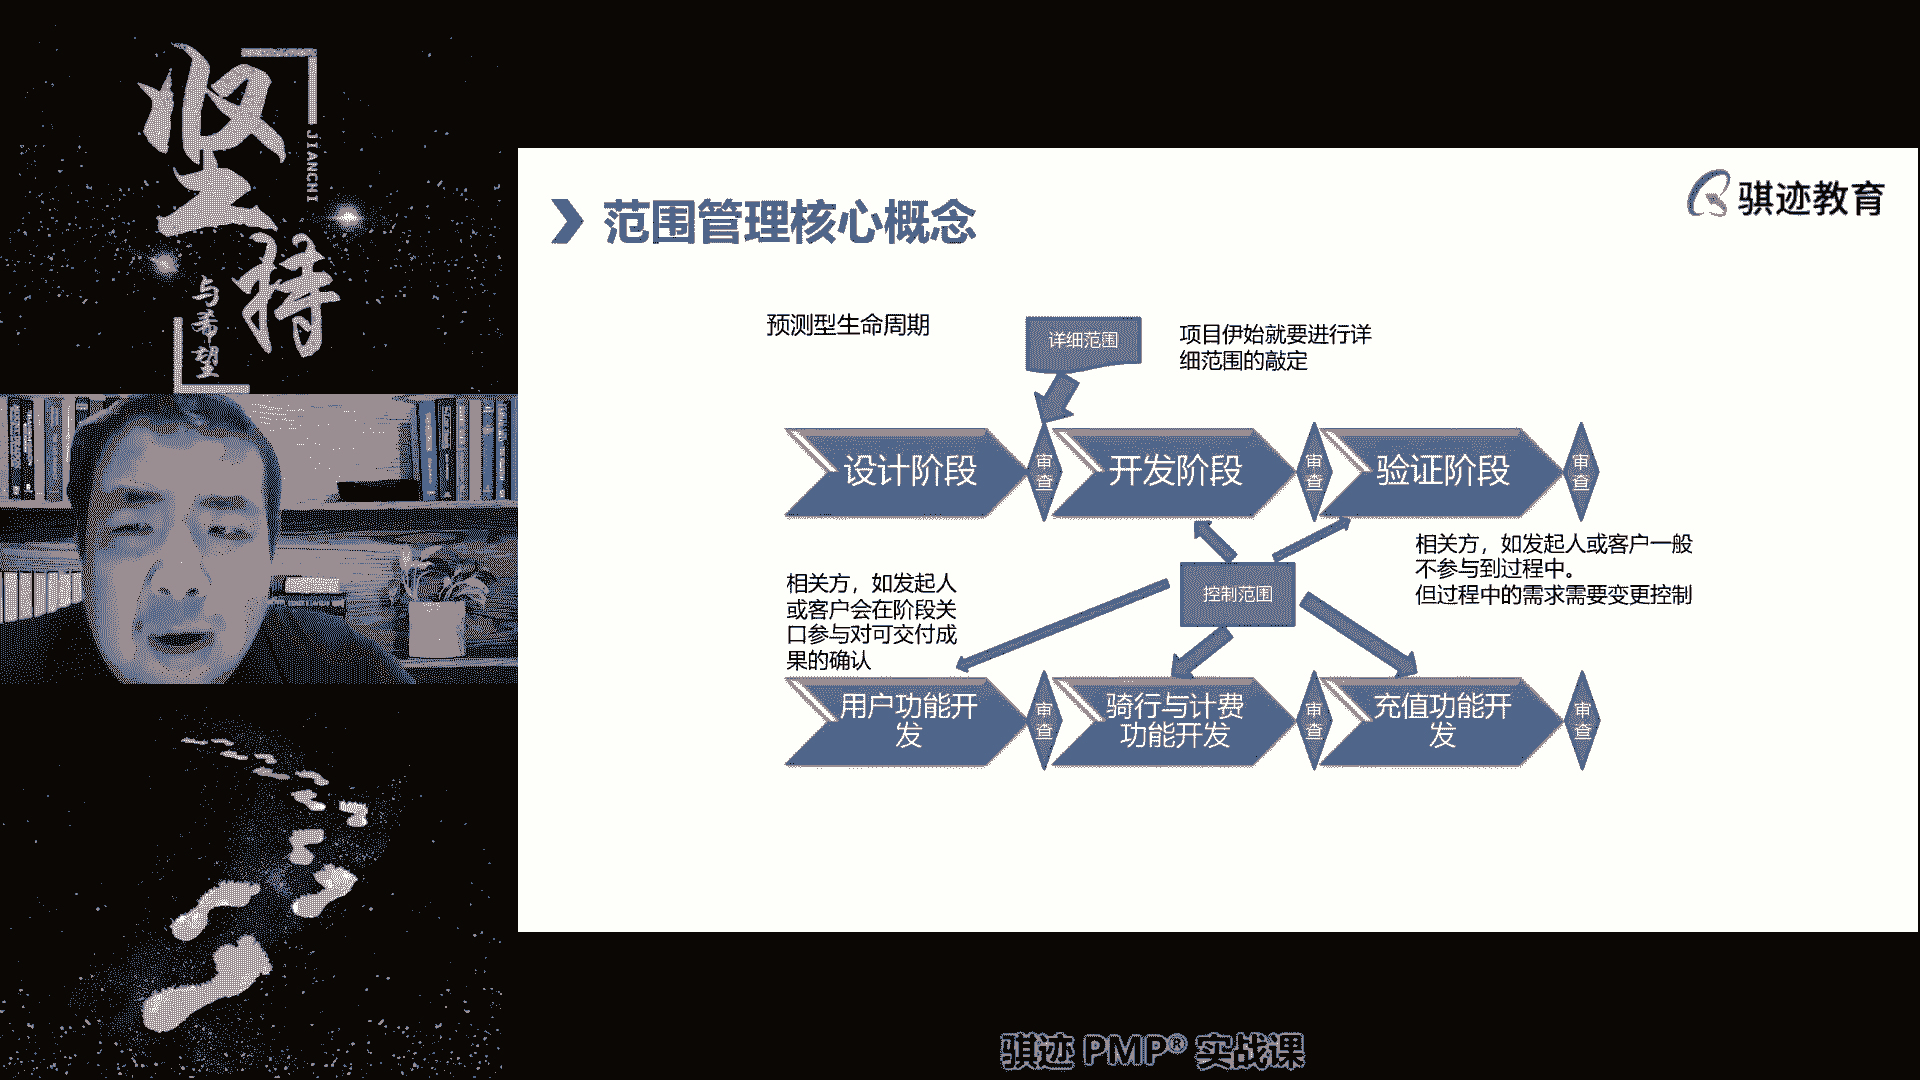 坚持
JIANCHI
与希望
骐迹教育
范围管理核心概念
预测型生命周期
详细范围
项目伊始就要进行详
细范围的敲定
设计阶段
审查
开发阶段
审查
验证阶段
审查
相关方，如发起人或客户一般
不参与到过程中。
但过程中的需求需要变更控制
控制范围
相关方，如发起人
或客户会在阶段关
口参与对可交付成
果的确认
用户功能开
发
审查
骑行与计费
功能开发
审查
充值功能开
发
审查
骐迹 PMP® 实战课